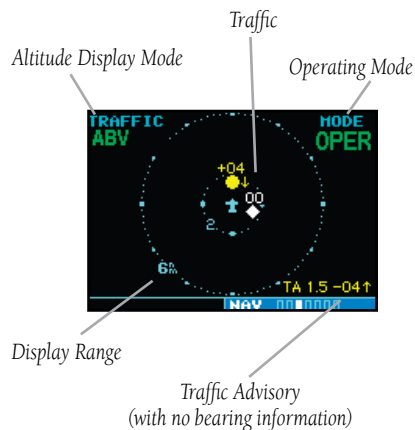 Traffic
Altitude Display Mode
Operating Mode
TRAFFIC
MODE
ABV
OPER
+04
↓
00
2
6 nm
TA 1.5 -04↑
NAV
Display Range
Traffic Advisory
(with no bearing information)